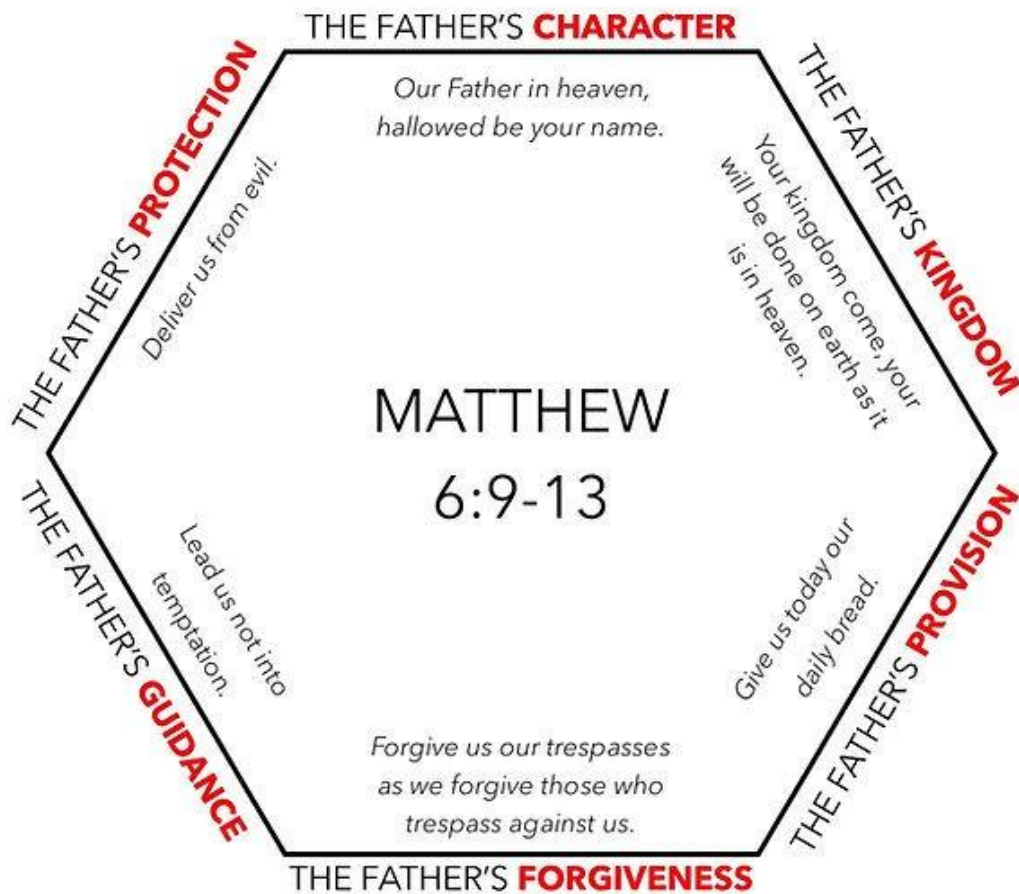 THE FATHER'S CHARACTER
Our Father in heaven,
hallowed be your name.
THE FATHER'S KINGDOM
Your kingdom come, your
will be done on earth as it
is in heaven.
THE FATHER'S PROVISION
Give us today our
daily bread.
THE FATHER'S FORGIVENESS
Forgive us our trespasses
as we forgive those who
trespass against us.
THE FATHER'S GUIDANCE
Lead us not into
temptation.
THE FATHER'S PROTECTION
Deliver us from evil.
MATTHEW
6:9-13